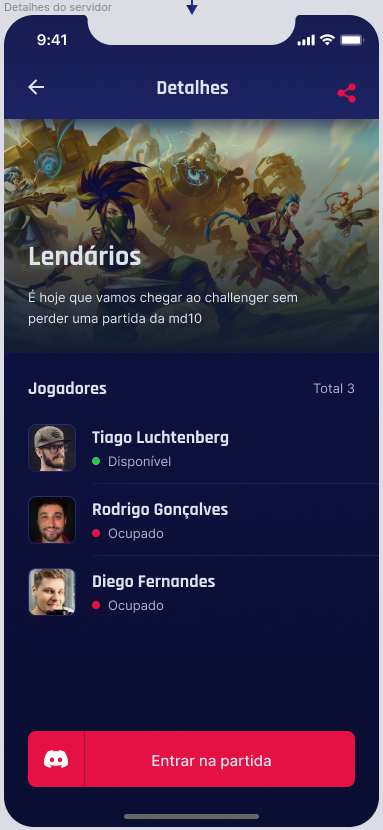 Detalhes do servidor
9:41
Detalhes
Lendários
É hoje que vamos chegar ao challenger sem
perder uma partida da md10
Jogadores
Total 3
Tiago Luchtenberg
Disponível
Rodrigo Gonçalves
Ocupado
Diego Fernandes
Ocupado
Entrar na partida